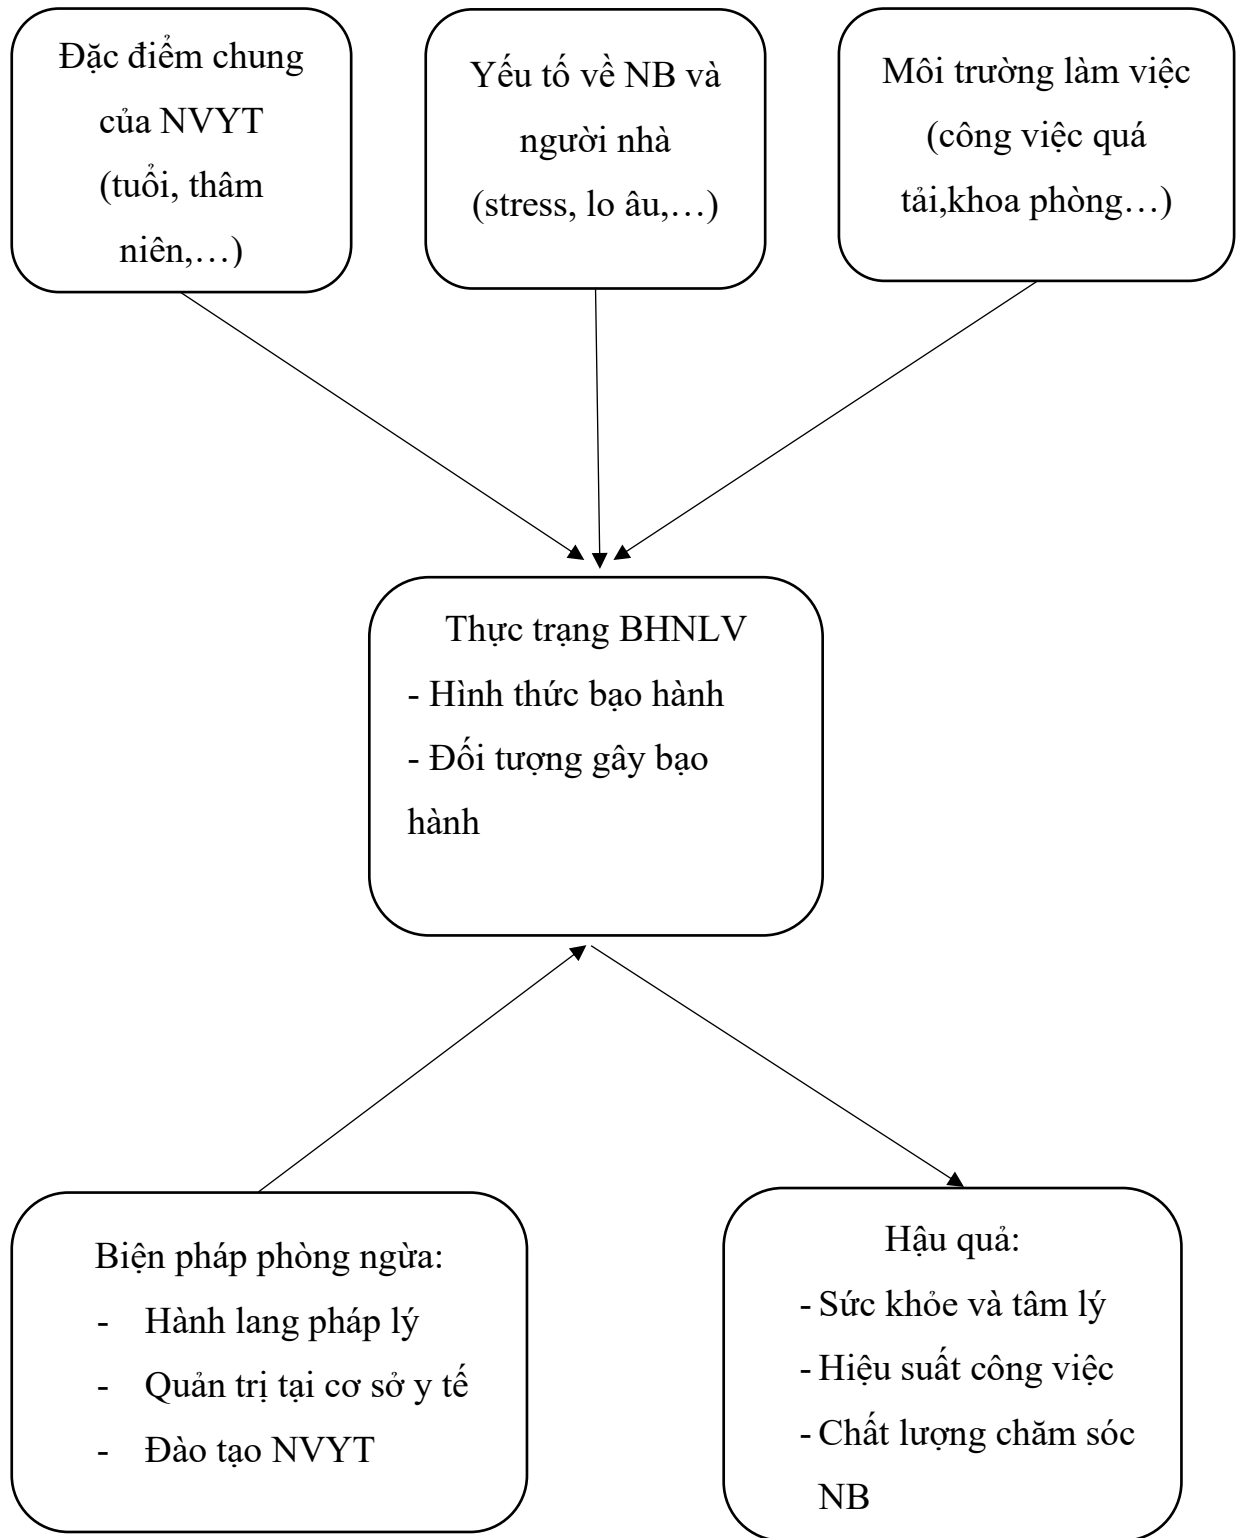 Đặc điểm chung
của NVYT
(tuổi, thâm
niên,…)
Yếu tố về NB và
người nhà
(stress, lo âu,…)
Môi trường làm việc
(công việc quá
tải,khoa phòng…)
Thực trạng BHNLV
- Hình thức bạo hành
- Đối tượng gây bạo
hành
Biện pháp phòng ngừa:
- Hành lang pháp lý
- Quản trị tại cơ sở y tế
- Đào tạo NVYT
Hậu quả:
- Sức khỏe và tâm lý
- Hiệu suất công việc
- Chất lượng chăm sóc
NB